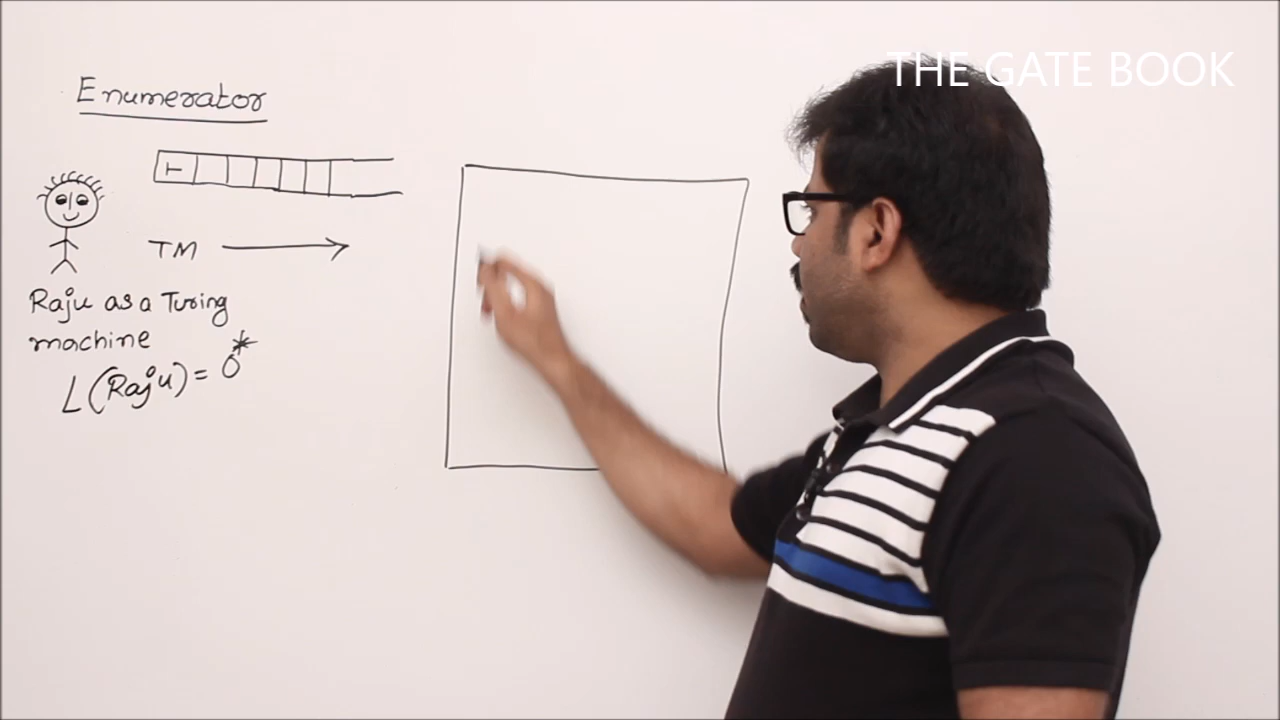 THE GATE BOOK
Enumerator
⊢
TM
Raju as a Turing
machine
L(Raju) = 0*